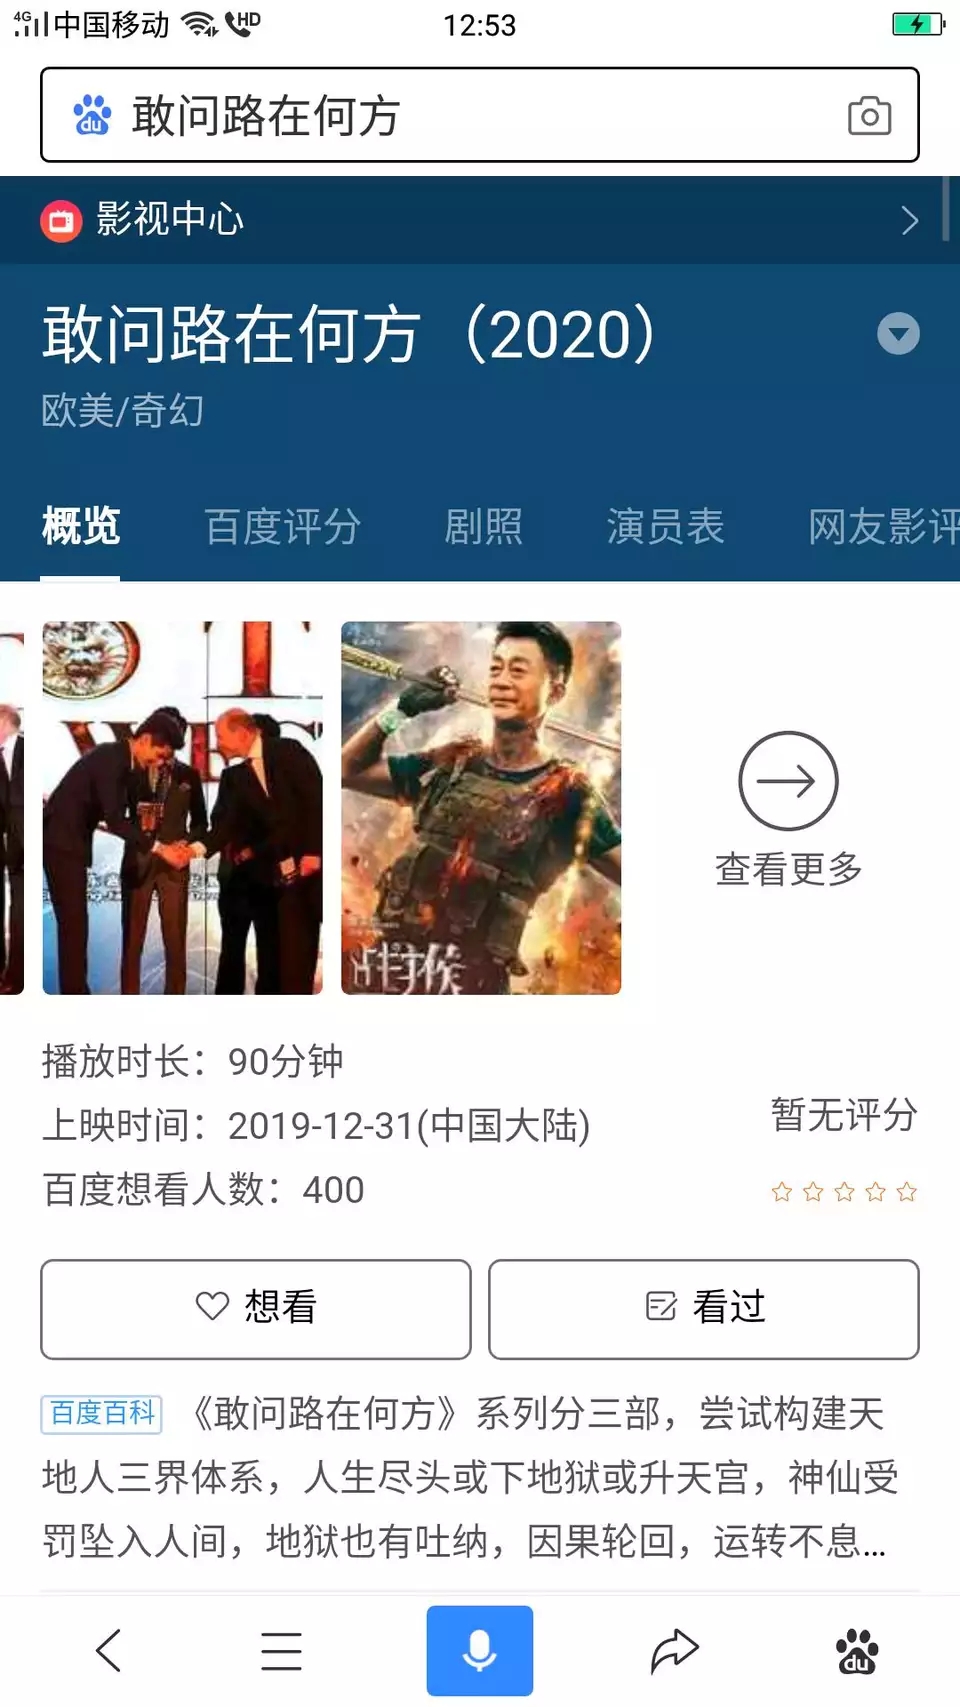 4G 中国移动 HD 12:53
du 敢问路在何方
影视中心
敢问路在何方（2020）
欧美/奇幻
概览 百度评分 剧照 演员表 网友影评
查看更多
播放时长：90分钟
上映时间：2019-12-31(中国大陆)
暂无评分
百度想看人数：400
想看 看过
百度百科 《敢问路在何方》系列分三部，尝试构建天
地人三界体系，人生尽头或下地狱或升天宫，神仙受
罚坠入人间，地狱也有吐纳，因果轮回，运转不息...
du